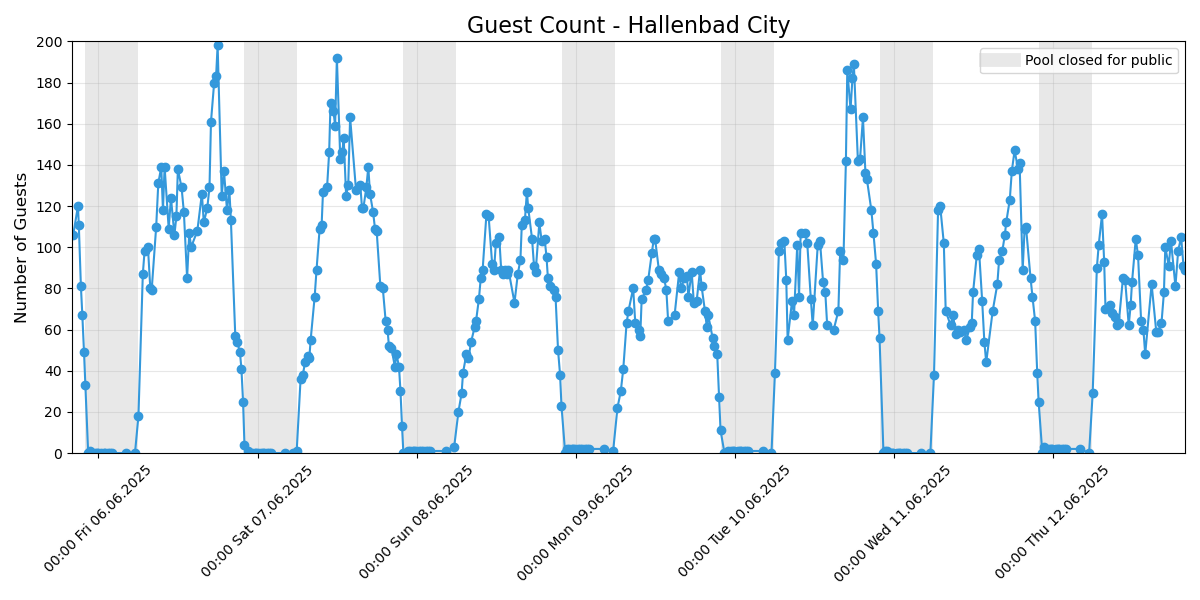 Guest Count - Hallenbad City
Pool closed for public
Number of Guests
200
180
160
140
120
100
80
60
40
20
0
00:00 Fri 06.06.2025
00:00 Sat 07.06.2025
00:00 Sun 08.06.2025
00:00 Mon 09.06.2025
00:00 Tue 10.06.2025
00:00 Wed 11.06.2025
00:00 Thu 12.06.2025